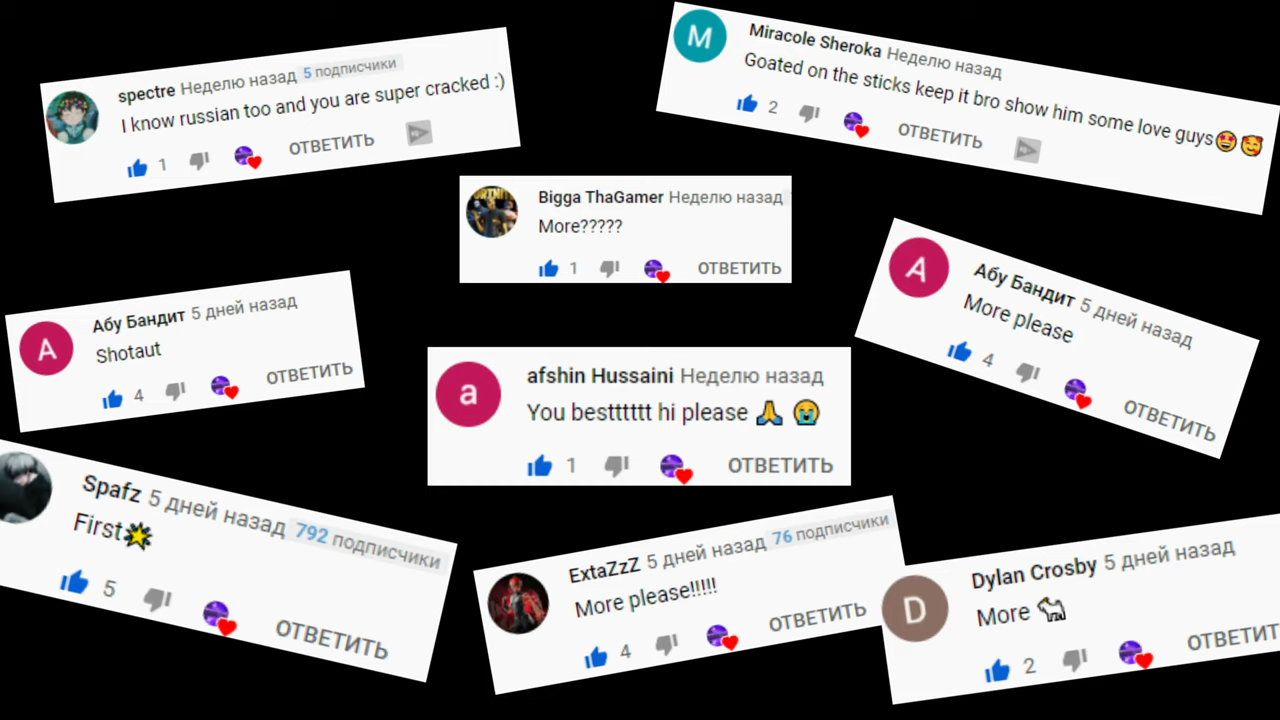 spectre Неделю назад 5 подписчики
I know russian too and you are super cracked :)
1 ОТВЕТИТЬ
M
Miracole Sheroka Неделю назад
Goated on the sticks keep it bro show him some love guys🤩🥰
2 ОТВЕТИТЬ
Bigga ThaGamer Неделю назад
More?????
1 ОТВЕТИТЬ
A
Абу Бандит 5 дней назад
Shotaut
4 ОТВЕТИТЬ
A
Абу Бандит 5 дней назад
More please
4 ОТВЕТИТЬ
a
afshin Hussaini Неделю назад
You bestttttt hi please 🙏 😭
1 ОТВЕТИТЬ
Spafz 5 дней назад 792 подписчики
First🌟
5 ОТВЕТИТЬ
ExtaZzZ 5 дней назад 76 подписчики
More please!!!!!
4 ОТВЕТИТЬ
D
Dylan Crosby 5 дней назад
More 🐐
2 ОТВЕТИТ